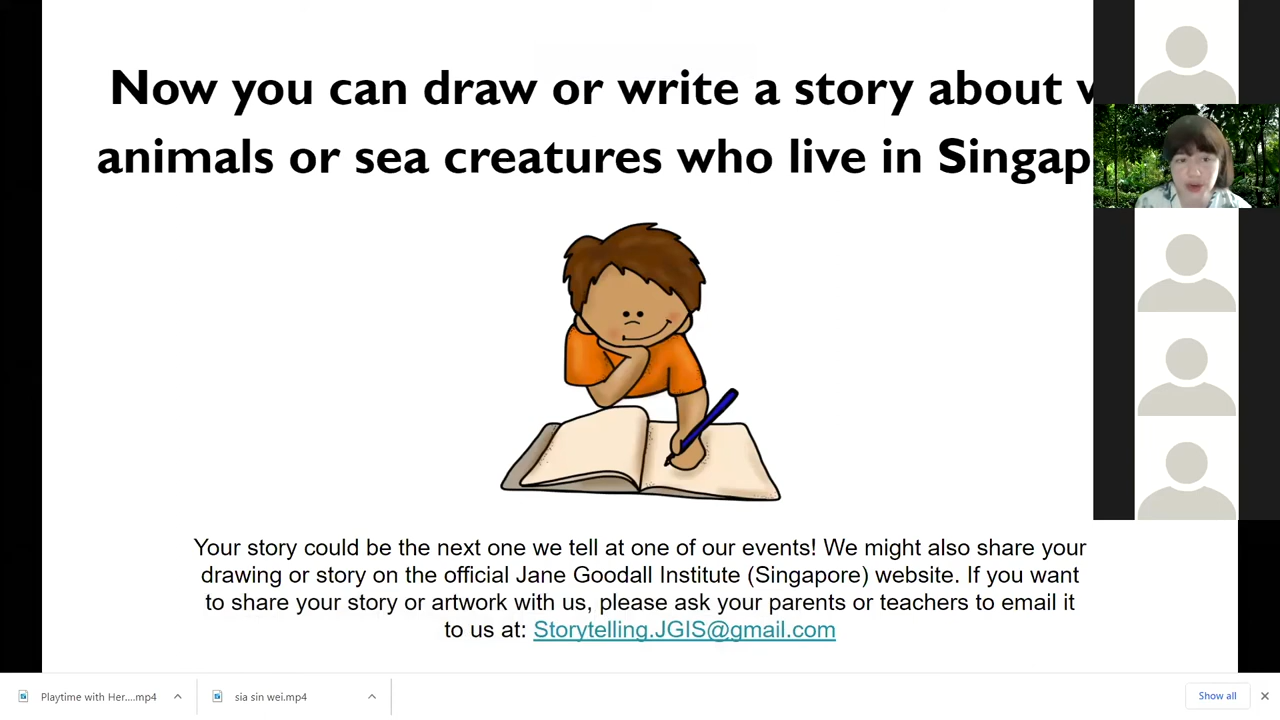 Now you can draw or write a story about
animals or sea creatures who live in Singap
Your story could be the next one we tell at one of our events! We might also share your
drawing or story on the official Jane Goodall Institute (Singapore) website. If you want
to share your story or artwork with us, please ask your parents or teachers to email it
to us at: Storytelling.JGIS@gmail.com
Playtime with Her....mp4
sia sin wei.mp4
Show all